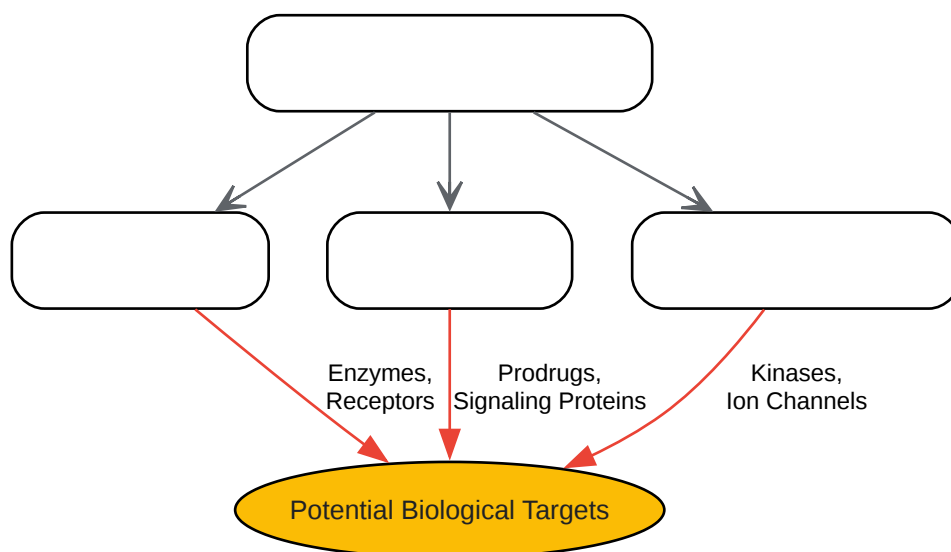 Enzymes,
Receptors
Prodrugs,
Signaling Proteins
Kinases,
Ion Channels
Potential Biological Targets